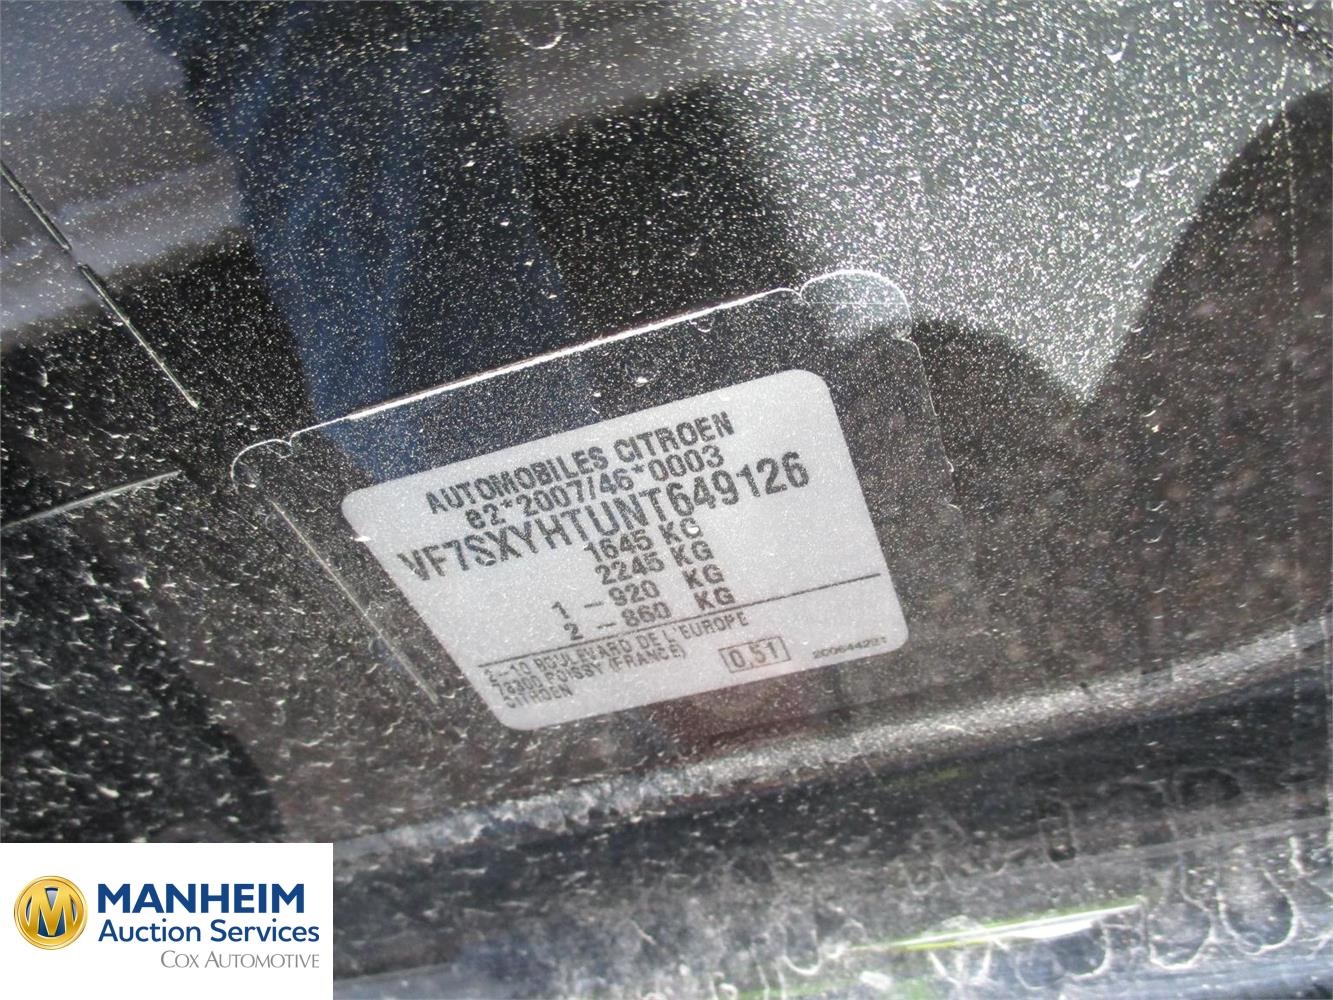 AUTOMOBILES CITROEN
e2*2007/46*0003
VF7SXYHTUNT649126
1645 KG
2245 KG
1 - 920 KG
2 - 860 KG
2-10 BOULEVARD DE L'EUROPE
78300 POISSY (FRANCE)
CITROEN
0,51
MANHEIM
Auction Services
COX AUTOMOTIVE